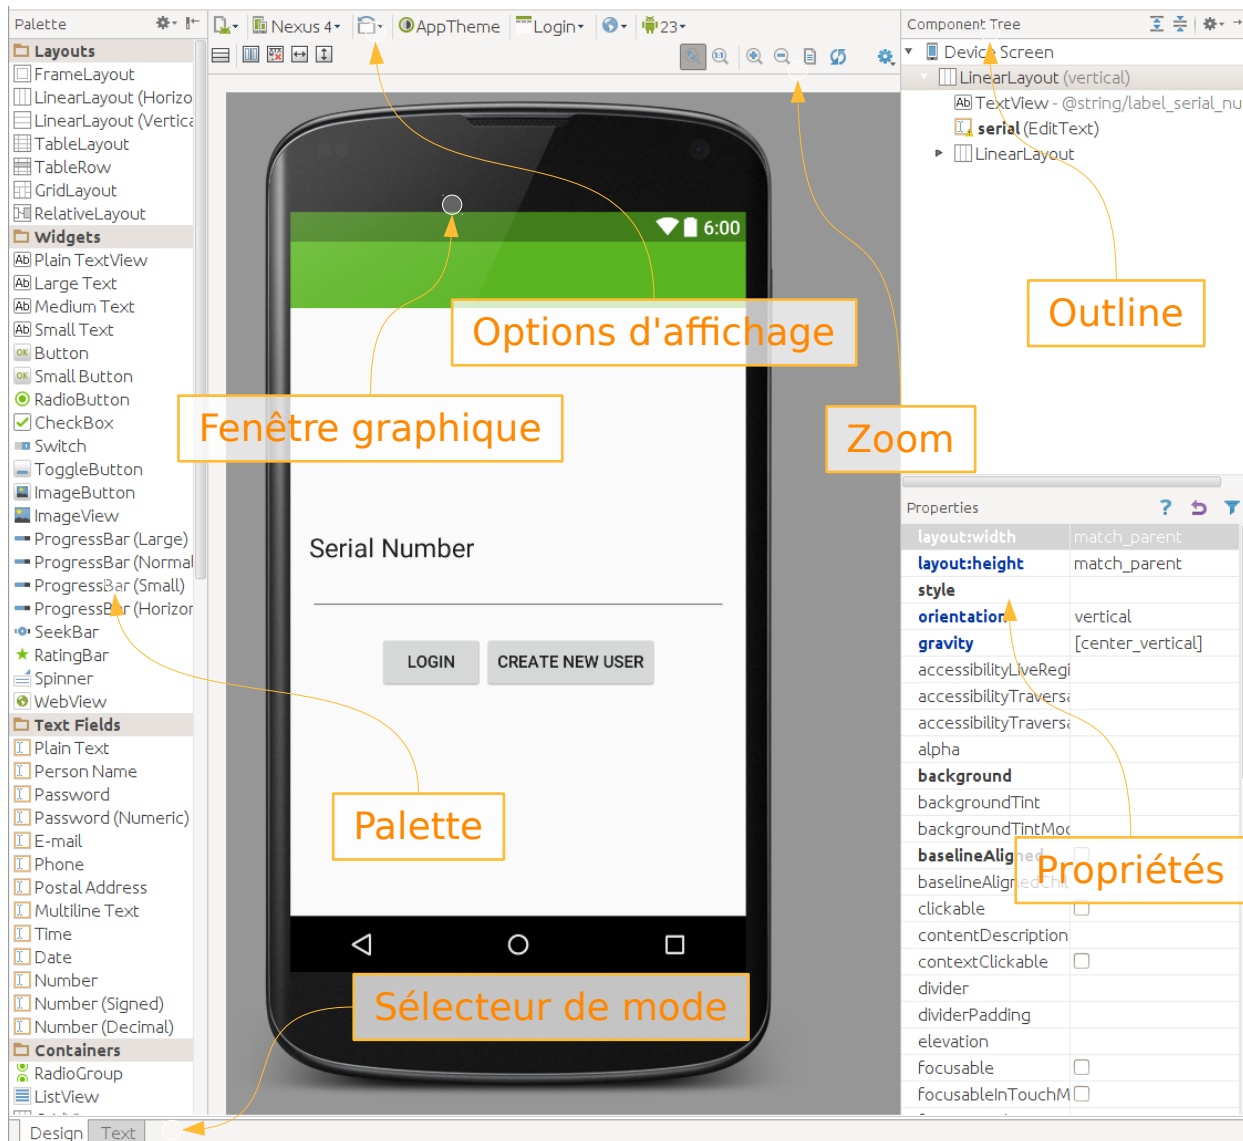 Palette
Layouts
FrameLayout
LinearLayout (Horizo
LinearLayout (Vertica
TableLayout
TableRow
GridLayout
RelativeLayout
Widgets
Plain TextView
Large Text
Medium Text
Small Text
Button
Small Button
RadioButton
CheckBox
Switch
ToggleButton
ImageButton
ImageView
ProgressBar (Large)
ProgressBar (Normal
ProgressBar (Small)
ProgressBar (Horizor
SeekBar
RatingBar
Spinner
WebView
Text Fields
Plain Text
Person Name
Password
Password (Numeric)
E-mail
Phone
Postal Address
Multiline Text
Time
Date
Number
Number (Signed)
Number (Decimal)
Containers
RadioGroup
ListView
Design Text
Nexus 4 AppTheme Login 23
6:00
Options d'affichage
Fenêtre graphique
Zoom
Serial Number
LOGIN CREATE NEW USER
Palette
Sélecteur de mode
Component Tree
Device Screen
LinearLayout (vertical)
Ab TextView - @string/label_serial_nu
serial (EditText)
LinearLayout
Outline
Properties
layout:width match_parent
layout:height match_parent
style
orientation vertical
gravity [center_vertical]
accessibilityLiveRegi
accessibilityTraversa
accessibilityTraversa
alpha
background
backgroundTint
backgroundTintMod
baselineAligned
baselineAlignedChil
Propriétés
clickable
contentDescription
contextClickable
divider
dividerPadding
elevation
focusable
focusableInTouchM